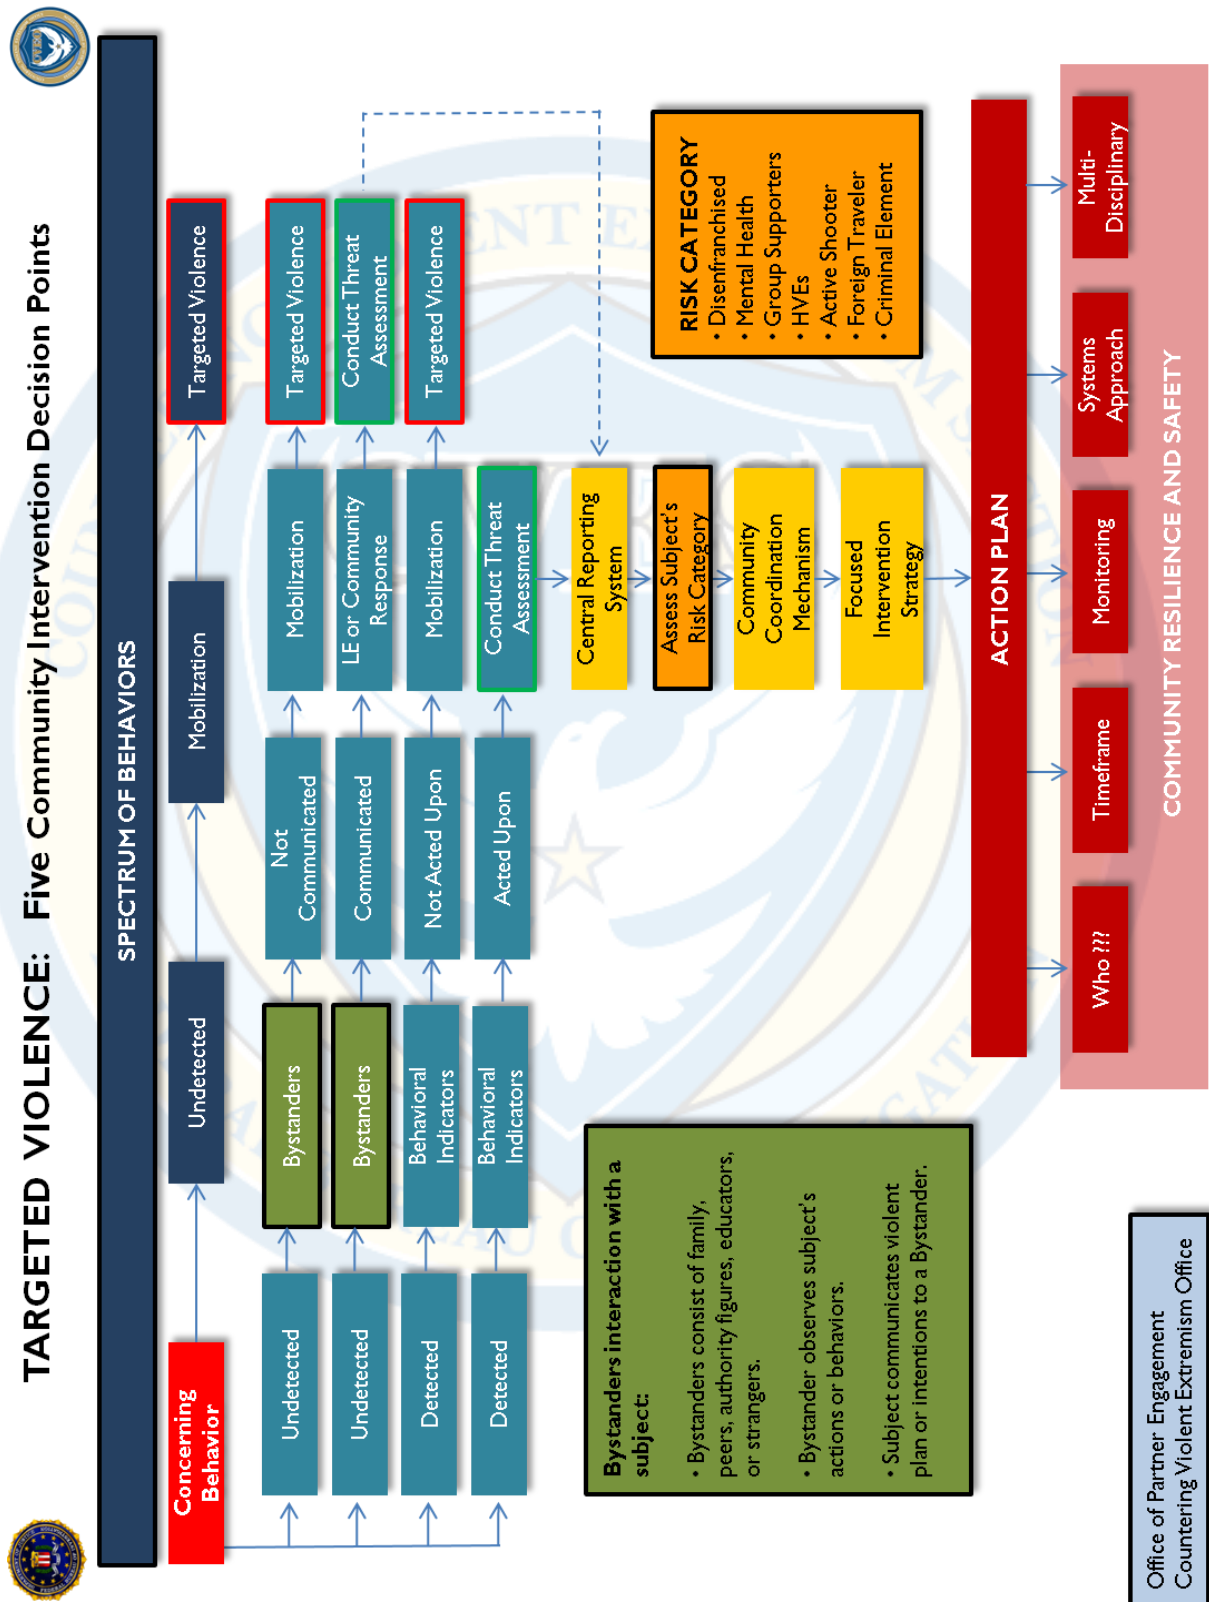 TARGETED VIOLENCE: Five Community Intervention Decision Points
SPECTRUM OF BEHAVIORS
Concerning
Behavior
Undetected
Mobilization
Targeted Violence
Undetected
Bystanders
Not
Communicated
Mobilization
Targeted Violence
Undetected
Bystanders
Communicated
LE or Community
Response
Conduct Threat
Assessment
Detected
Behavioral
Indicators
Not Acted Upon
Mobilization
Targeted Violence
Detected
Behavioral
Indicators
Acted Upon
Conduct Threat
Assessment
Central Reporting
System
Assess Subject's
Risk Category
Community
Coordination
Mechanism
Focused
Intervention
Strategy
RISK CATEGORY
• Disenfranchised
• Mental Health
• Group Supporters
• HVEs
• Active Shooter
• Foreign Traveler
• Criminal Element
Bystanders interaction with a
subject:
• Bystanders consist of family,
peers, authority figures, educators,
or strangers.
• Bystander observes subject's
actions or behaviors.
• Subject communicates violent
plan or intentions to a Bystander.
ACTION PLAN
Who ???
Timeframe
Monitoring
Systems
Approach
Multi-
Disciplinary
COMMUNITY RESILIENCE AND SAFETY
Office of Partner Engagement
Countering Violent Extremism Office